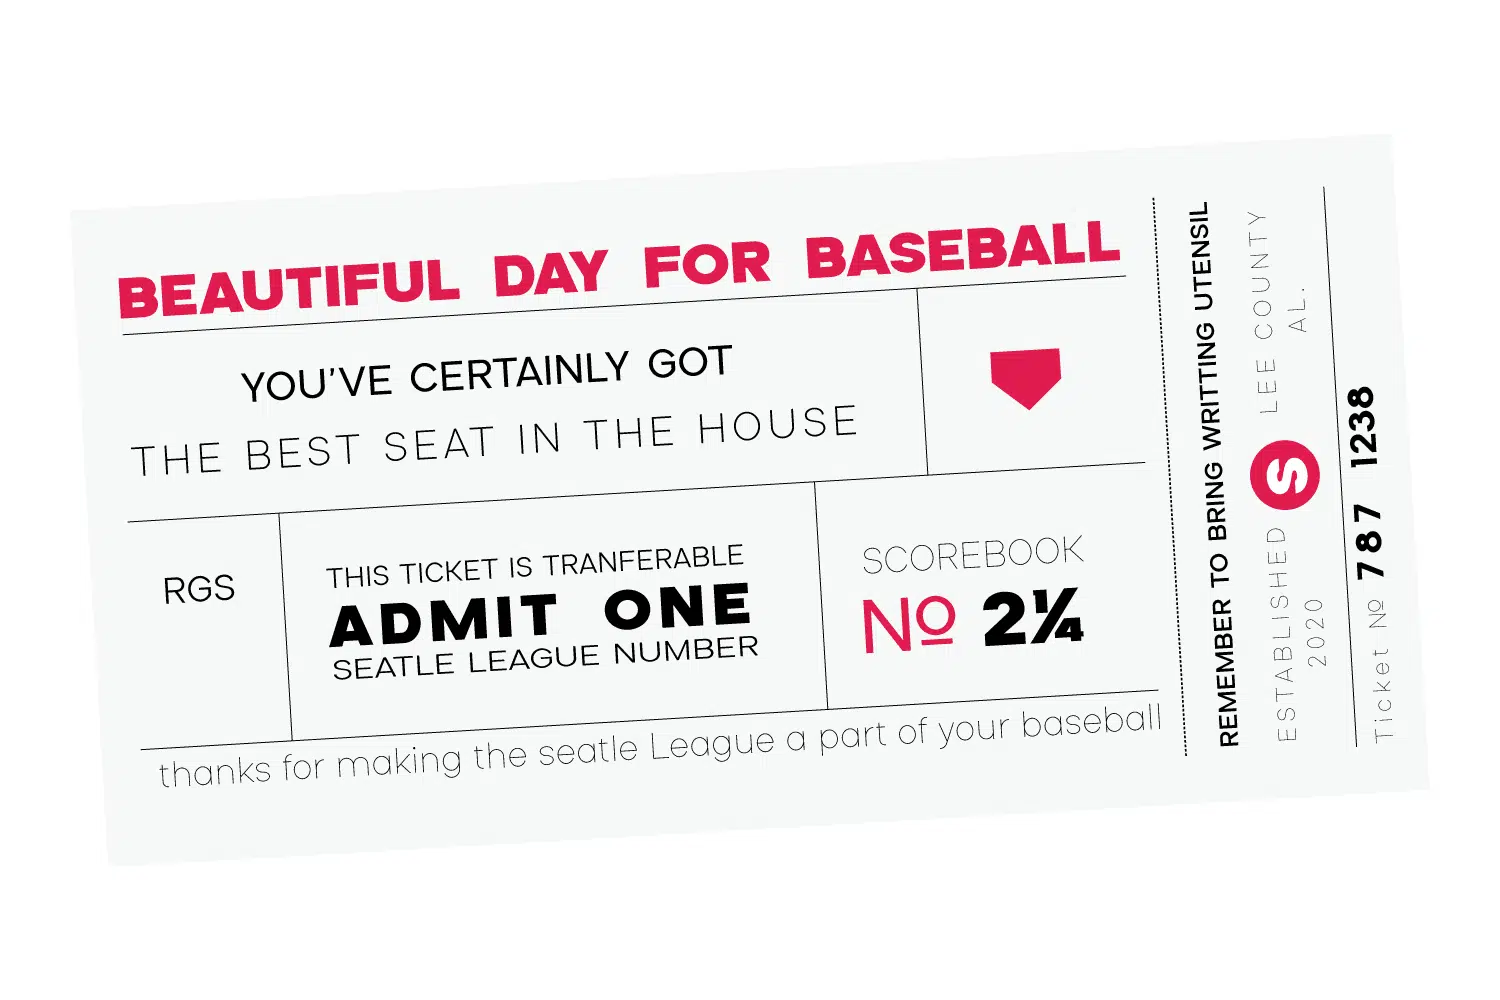 BEAUTIFUL DAY FOR BASEBALL
YOU'VE CERTAINLY GOT
THE BEST SEAT IN THE HOUSE
RGS
THIS TICKET IS TRANFERABLE
ADMIT ONE
SEATLE LEAGUE NUMBER
SCOREBOOK
Nº 2¼
thanks for making the seatle League a part of your baseball
REMEMBER TO BRING WRITTING UTENSIL
ESTABLISHED
2020
S
LEE COUNTY
AL.
Ticket Nº 787 1238